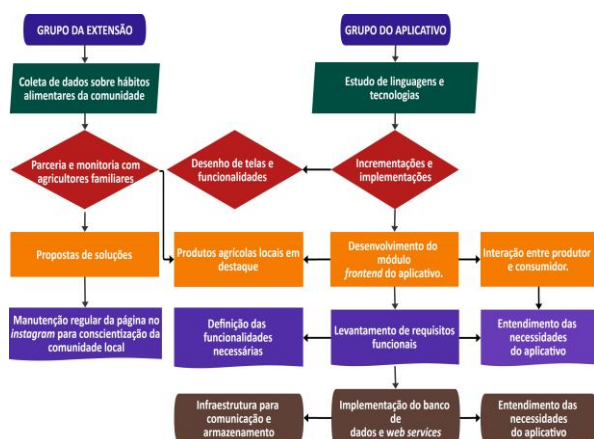 GRUPO DA EXTENSÃO
GRUPO DO APLICATIVO
Coleta de dados sobre hábitos
alimentares da comunidade
Estudo de linguagens e
tecnologias
Parceria e monitoria com
agricultores familiares
Desenho de telas e
funcionalidades
Incrementações e
implementações
Propostas de soluções
Produtos agrícolas locais em
destaque
Desenvolvimento do
módulo
frontend do aplicativo.
Interação entre produtor
e consumidor.
Manutenção regular da página no
instagram para conscientização da
comunidade local
Definição das
funcionalidades
necessárias
Levantamento de requisitos
funcionais
Entendimento das
necessidades
do aplicativo
Infraestrutura para
comunicação e
armazenamento
Implementação do banco
de
dados e web services
Entendimento das
necessidades
do aplicativo